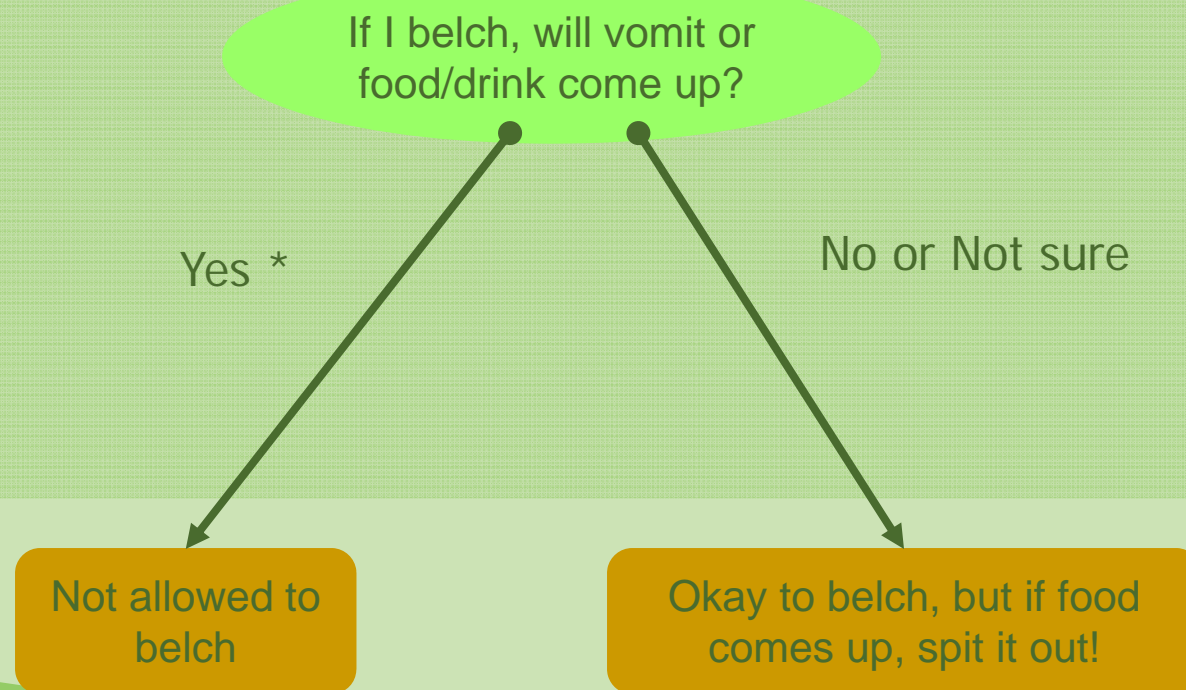 If I belch, will vomit or
food/drink come up?
Yes *
No or Not sure
Not allowed to
belch
Okay to belch, but if food
comes up, spit it out!